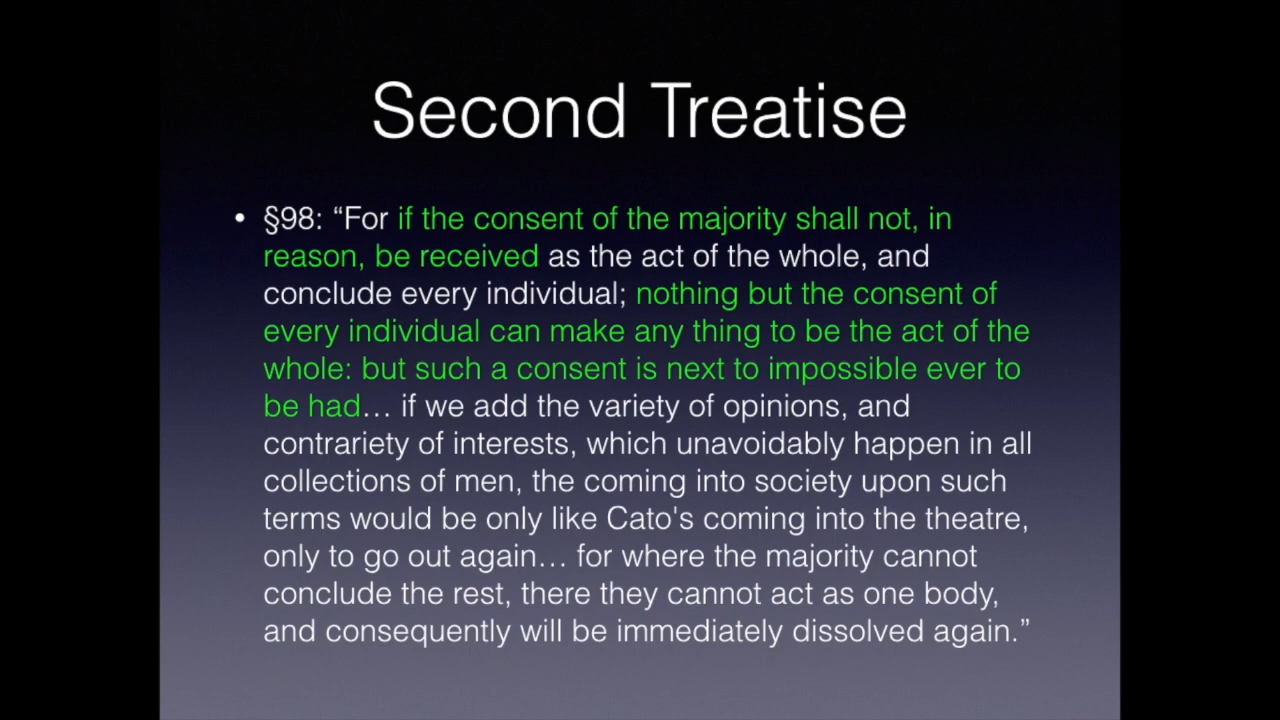 Second Treatise
• §98: “For if the consent of the majority shall not, in
reason, be received as the act of the whole, and
conclude every individual; nothing but the consent of
every individual can make any thing to be the act of the
whole: but such a consent is next to impossible ever to
be had… if we add the variety of opinions, and
contrariety of interests, which unavoidably happen in all
collections of men, the coming into society upon such
terms would be only like Cato's coming into the theatre,
only to go out again… for where the majority cannot
conclude the rest, there they cannot act as one body,
and consequently will be immediately dissolved again.”